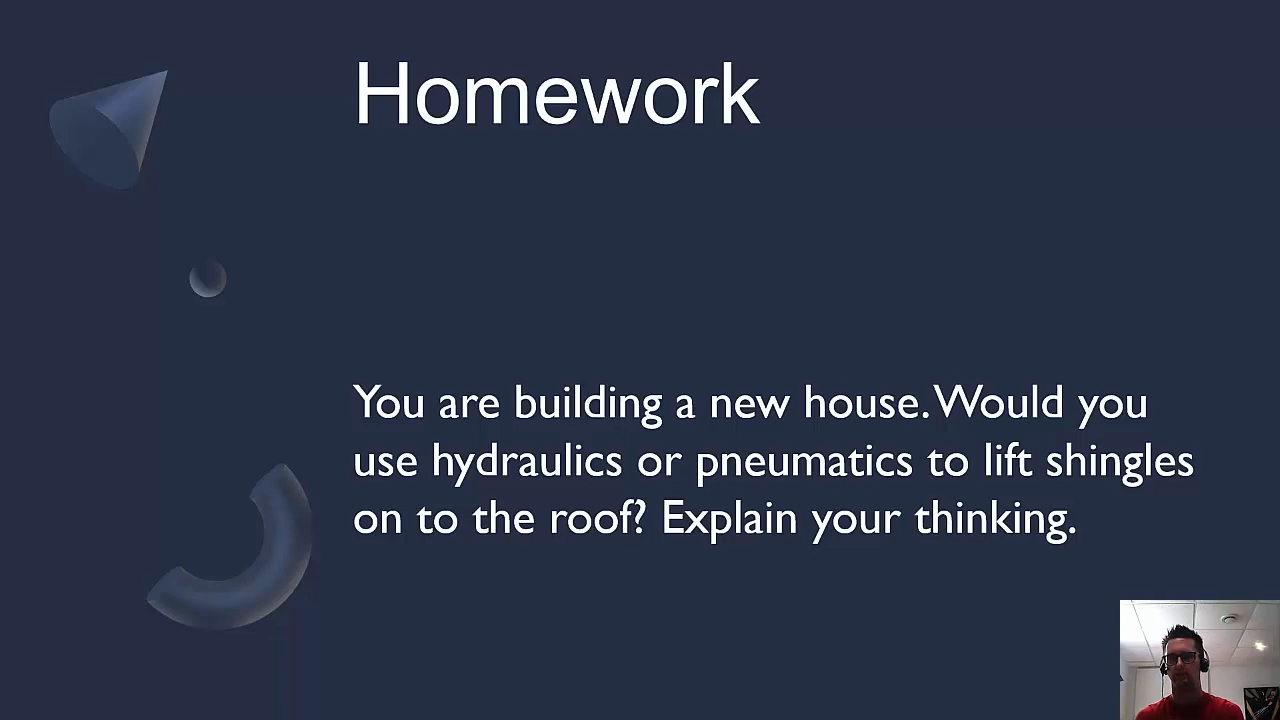 Homework
You are building a new house. Would you
use hydraulics or pneumatics to lift shingles
on to the roof? Explain your thinking.